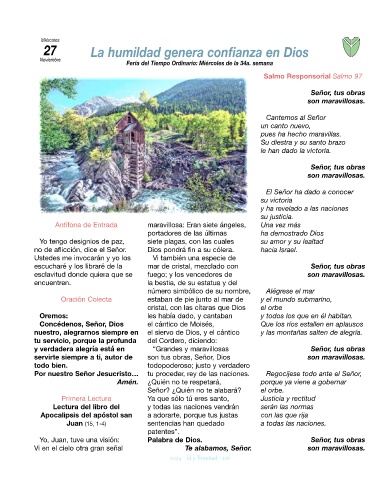 Miércoles
27
Noviembre
La humildad genera confianza en Dios
Feria del Tiempo Ordinario: Miércoles de la 34a. semana
Antífona de Entrada
Yo tengo designios de paz,
no de aflicción, dice el Señor.
Ustedes me invocarán y yo los
escucharé y los libraré de la
esclavitud donde quiera que se
encuentren.
Oración Colecta
Oremos:
Concédenos, Señor, Dios
nuestro, alegrarnos siempre en
tu servicio, porque la profunda
y verdadera alegría está en
servirte siempre a ti, autor de
todo bien.
Por nuestro Señor Jesucristo...
Amén.
Primera Lectura
Lectura del libro del
Apocalipsis del apóstol san
Juan (15, 1-4)
Yo, Juan, tuve una visión:
Vi en el cielo otra gran señal
maravillosa: Eran siete ángeles,
portadores de las últimas
siete plagas, con las cuales
Dios pondrá fin a su cólera.
Vi también una especie de
mar de cristal, mezclado con
fuego; y los vencedores de
la bestia, de su estatua y del
número simbólico de su nombre,
estaban de pie junto al mar de
cristal, con las cítaras que Dios
les había dado, y cantaban
el cántico de Moisés,
el siervo de Dios, y el cántico
del Cordero, diciendo:
"Grandes y maravillosas
son tus obras, Señor, Dios
todopoderoso; justo y verdadero
tu proceder, rey de las naciones.
¿Quién no te respetará,
Señor? ¿Quién no te alabará?
Ya que sólo tú eres santo,
y todas las naciones vendrán
a adorarte, porque tus justas
sentencias han quedado
patentes".
Palabra de Dios.
Te alabamos, Señor.
Salmo Responsorial Salmo 97
Señor, tus obras
son maravillosas.
Cantemos al Señor
un canto nuevo,
pues ha hecho maravillas.
Su diestra y su santo brazo
le han dado la victoria.
Señor, tus obras
son maravillosas.
El Señor ha dado a conocer
su victoria
y ha revelado a las naciones
su justicia.
Una vez más
ha demostrado Dios
su amor y su lealtad
hacia Israel.
Señor, tus obras
son maravillosas.
Alégrese el mar
y el mundo submarino,
el orbe
y todos los que en él habitan.
Que los ríos estallen en aplausos
y las montañas salten de alegría.
Señor, tus obras
son maravillosas.
Regocíjese todo ante el Señor,
porque ya viene a gobernar
el orbe.
Justicia y rectitud
serán las normas
con las que rija
a todas las naciones.
Señor, tus obras
son maravillosas.